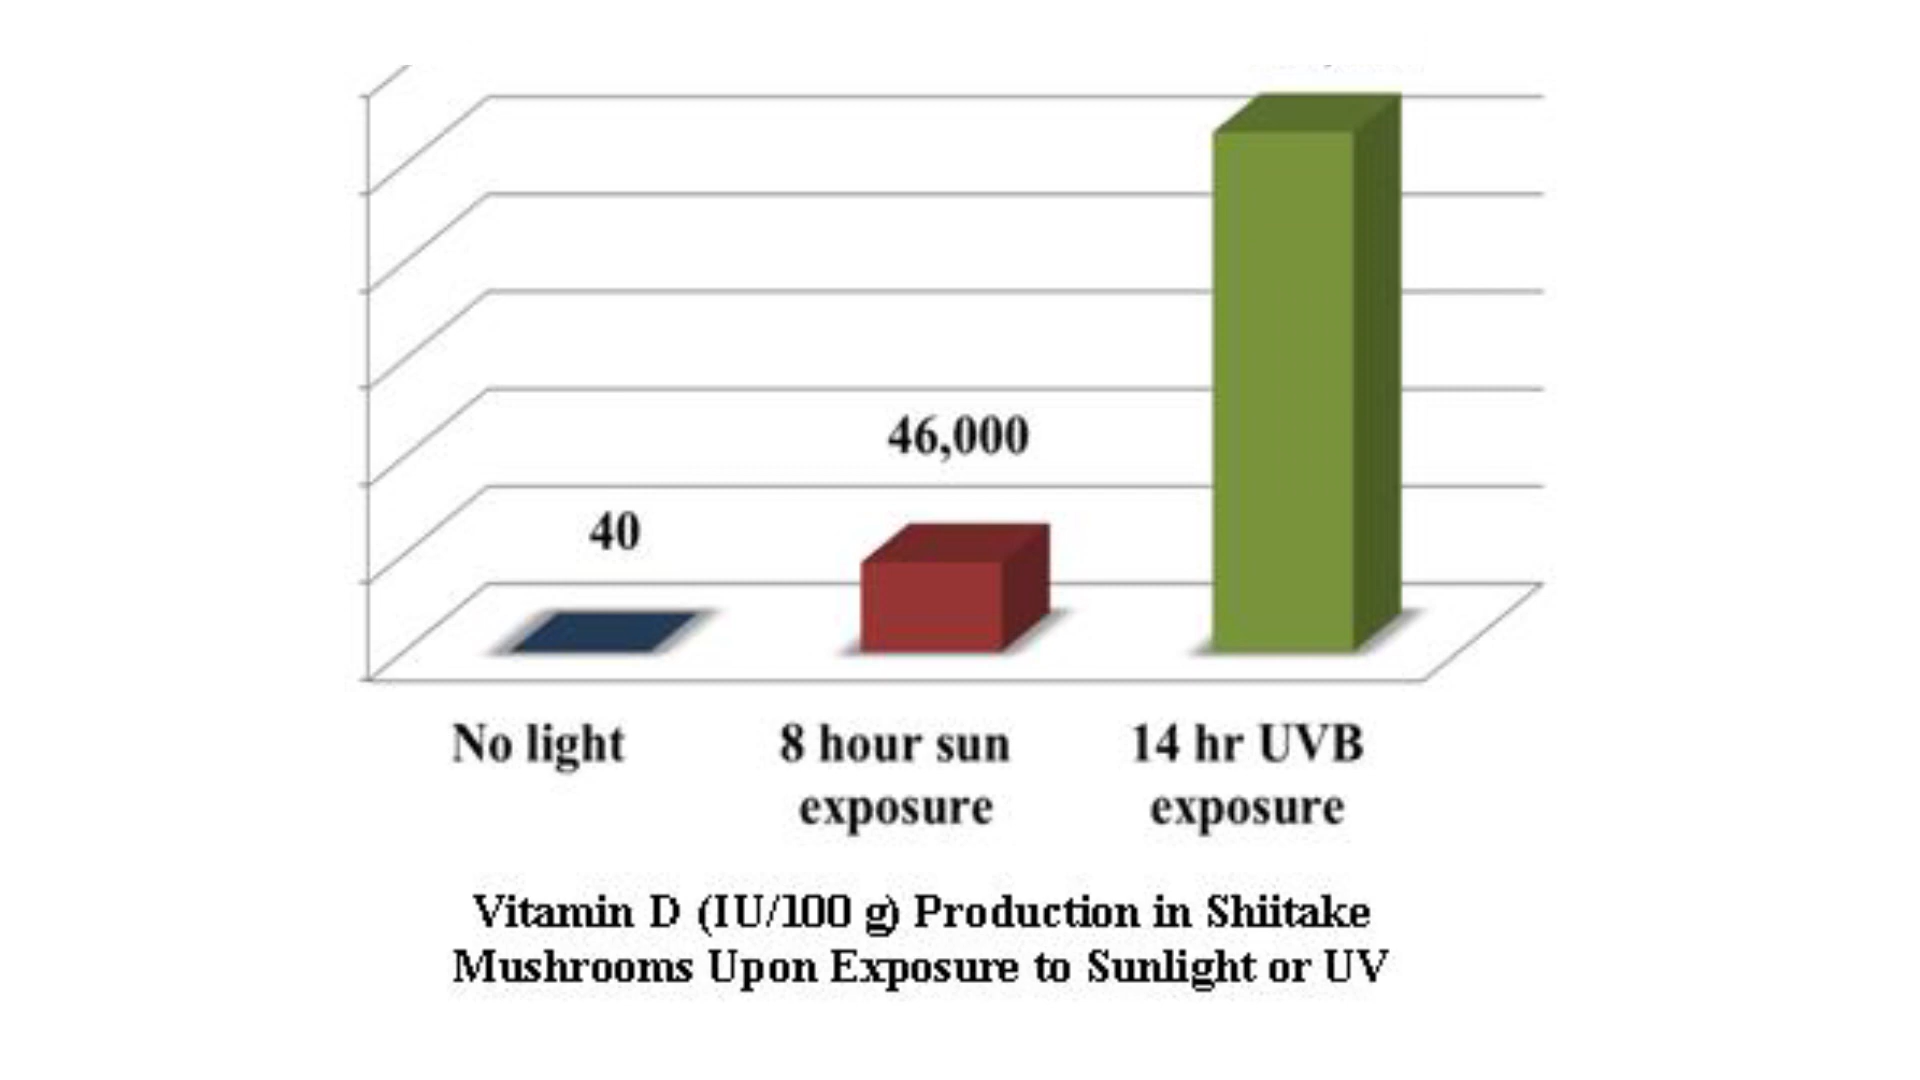 46,000
40
No light
8 hour sun
exposure
14 hr UVB
exposure
Vitamin D (IU/100 g) Production in Shiitake
Mushrooms Upon Exposure to Sunlight or UV